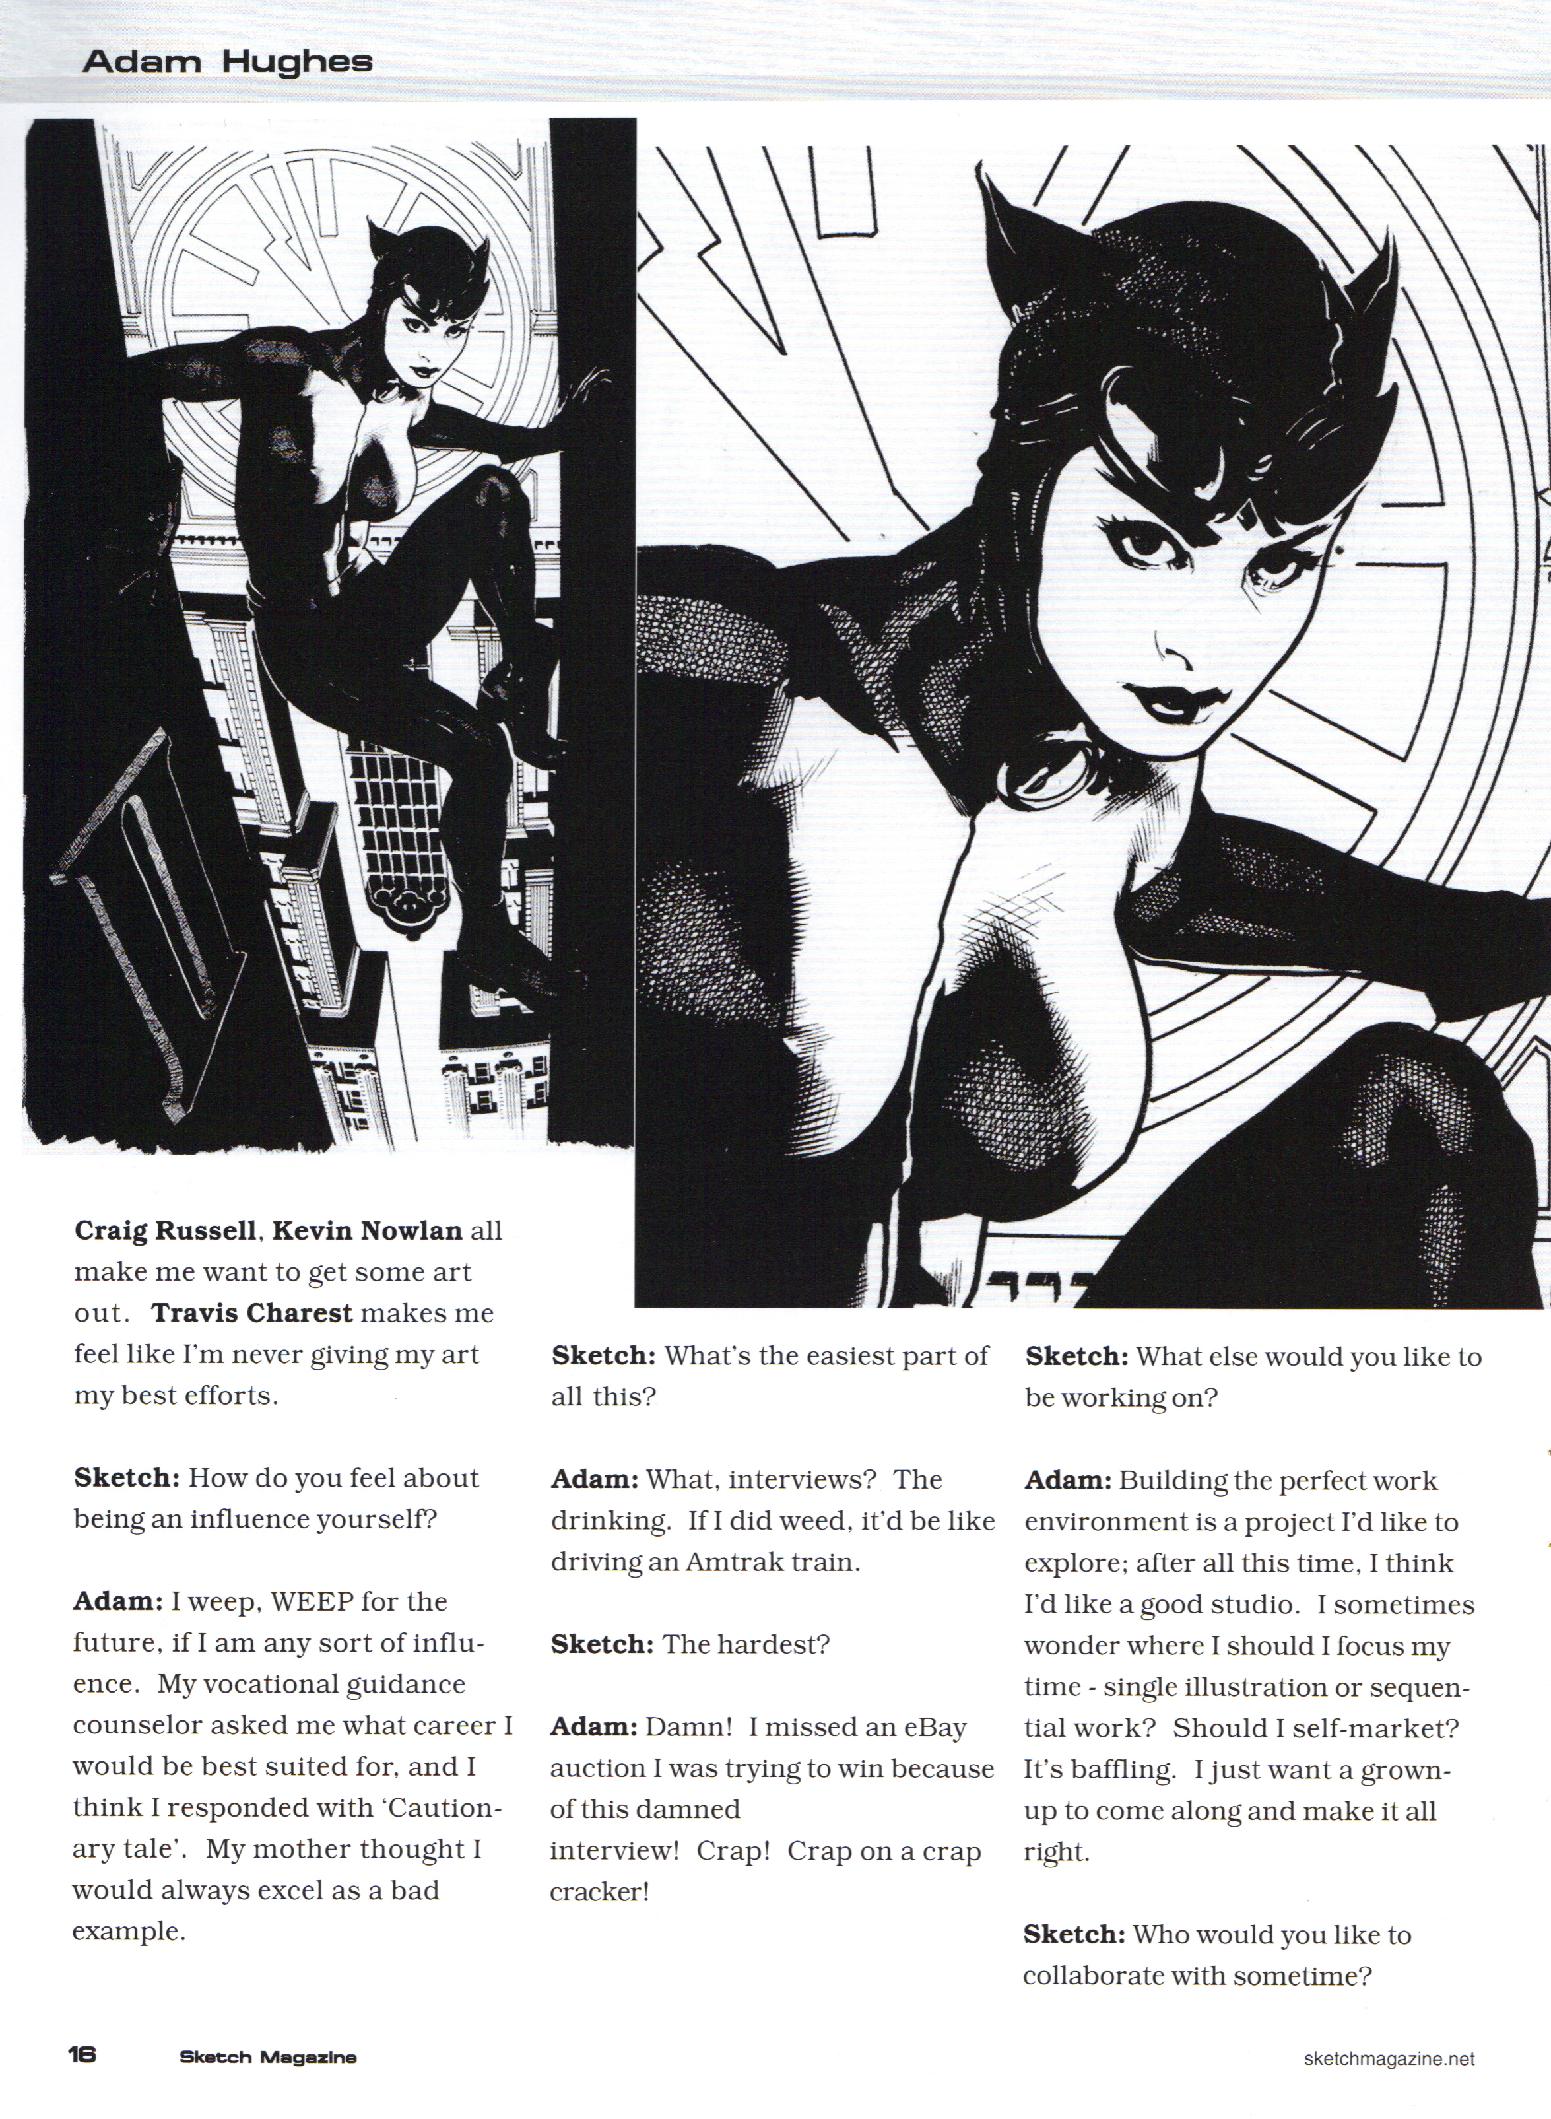 Adam Hughes
Craig Russell, Kevin Nowlan all
make me want to get some art
out. Travis Charest makes me
feel like I'm never giving my art
my best efforts.
Sketch: How do you feel about
being an influence yourself?
Adam: I weep, WEEP for the
future, if I am any sort of influ-
ence. My vocational guidance
counselor asked me what career I
would be best suited for, and I
think I responded with 'Caution-
ary tale'. My mother thought I
would always excel as a bad
example.
Sketch: What's the easiest part of
all this?
Adam: What, interviews? The
drinking. If I did weed, it'd be like
driving an Amtrak train.
Sketch: The hardest?
Adam: Damn! I missed an eBay
auction I was trying to win because
of this damned
interview! Crap! Crap on a crap
cracker!
Sketch: What else would you like to
be working on?
Adam: Building the perfect work
environment is a project I'd like to
explore; after all this time, I think
I'd like a good studio. I sometimes
wonder where I should I focus my
time - single illustration or sequen-
tial work? Should I self-market?
It's baffling. I just want a grown-
up to come along and make it all
right.
Sketch: Who would you like to
collaborate with sometime?
16 Sketch Magazine
sketchmagazine.net